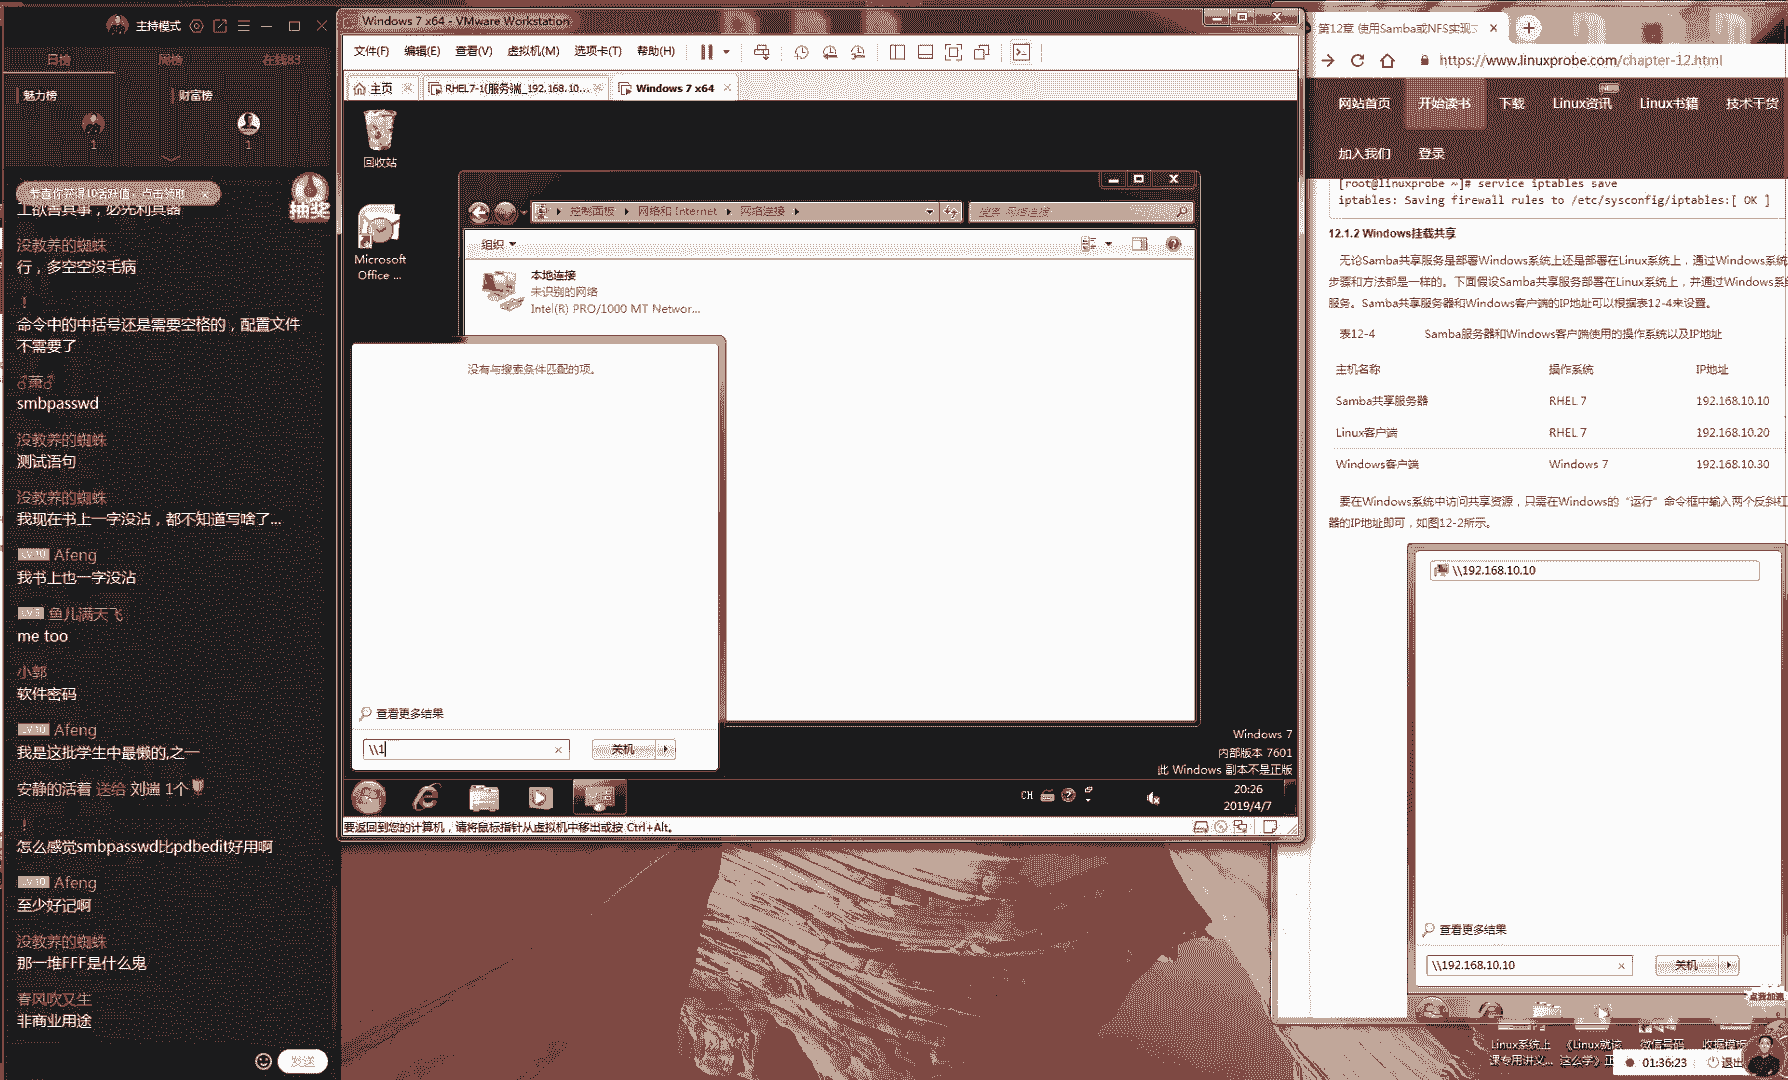 主持模式
日榜
周榜
在线83
魅力榜
财富榜
1
1
恭喜你获得10活跃值，点击领取
抽奖
工欲善其事，必先利其器
没教养的蜘蛛
行，多空空没毛病
！
命令中的中括号还是需要空格的，配置文件
不需要了
♂萧♂
smbpasswd
没教养的蜘蛛
测试语句
没教养的蜘蛛
我现在书上一字没沾，都不知道写啥了...
LV.10 Afeng
我书上也一字没沾
鱼儿满天飞
me too
小郭
软件密码
LV.10 Afeng
我是这批学生中最懒的,之一
安静的活着 送给 刘遄 1个
！
怎么感觉smbpasswd比pdbedit好用啊
LV.10 Afeng
至少好记啊
没教养的蜘蛛
那一堆FFF是什么鬼
春风吹又生
非商业用途
发送
Windows 7 x64 - VMware Workstation
文件(F) 编辑(E) 查看(V) 虚拟机(M) 选项卡(T) 帮助(H)
主页
RHEL7-1(服务端_192.168.10...
Windows 7 x64
回收站
Microsoft
Office ...
控制面板 网络和 Internet 网络连接
搜索 网络连接
组织
本地连接
未识别的网络
Intel(R) PRO/1000 MT Networ...
没有与搜索条件匹配的项。
查看更多结果
\\1
关机
Windows 7
内部版本 7601
此 Windows 副本不是正版
CH
20:26
2019/4/7
要返回到您的计算机，请将鼠标指针从虚拟机中移出或按 Ctrl+Alt。
第12章 使用Samba或NFS实现
https://www.linuxprobe.com/chapter-12.html
网站首页
开始读书
下载
Linux资讯
Linux书籍
技术干货
加入我们
登录
[root@linuxprobe ~]# service iptables save
iptables: Saving firewall rules to /etc/sysconfig/iptables:[ OK ]
12.1.2 Windows挂载共享
无论Samba共享服务是部署Windows系统上还是部署在Linux系统上，通过Windows系统
步骤和方法都是一样的。下面假设Samba共享服务部署在Linux系统上，并通过Windows系
服务。Samba共享服务器和Windows客户端的IP地址可以根据表12-4来设置。
表12-4 Samba服务器和Windows客户端使用的操作系统以及IP地址
主机名称 操作系统 IP地址
Samba共享服务器 RHEL 7 192.168.10.10
Linux客户端 RHEL 7 192.168.10.20
Windows客户端 Windows 7 192.168.10.30
要在Windows系统中访问共享资源，只需在Windows的“运行”命令框中输入两个反斜杠
器的IP地址即可，如图12-2所示。
\\192.168.10.10
查看更多结果
\\192.168.10.10
关机
点我加速
Linux系统上
课专用讲义...
《Linux就该
这么学》正
微信号码
收据模板
01:36:23
退出